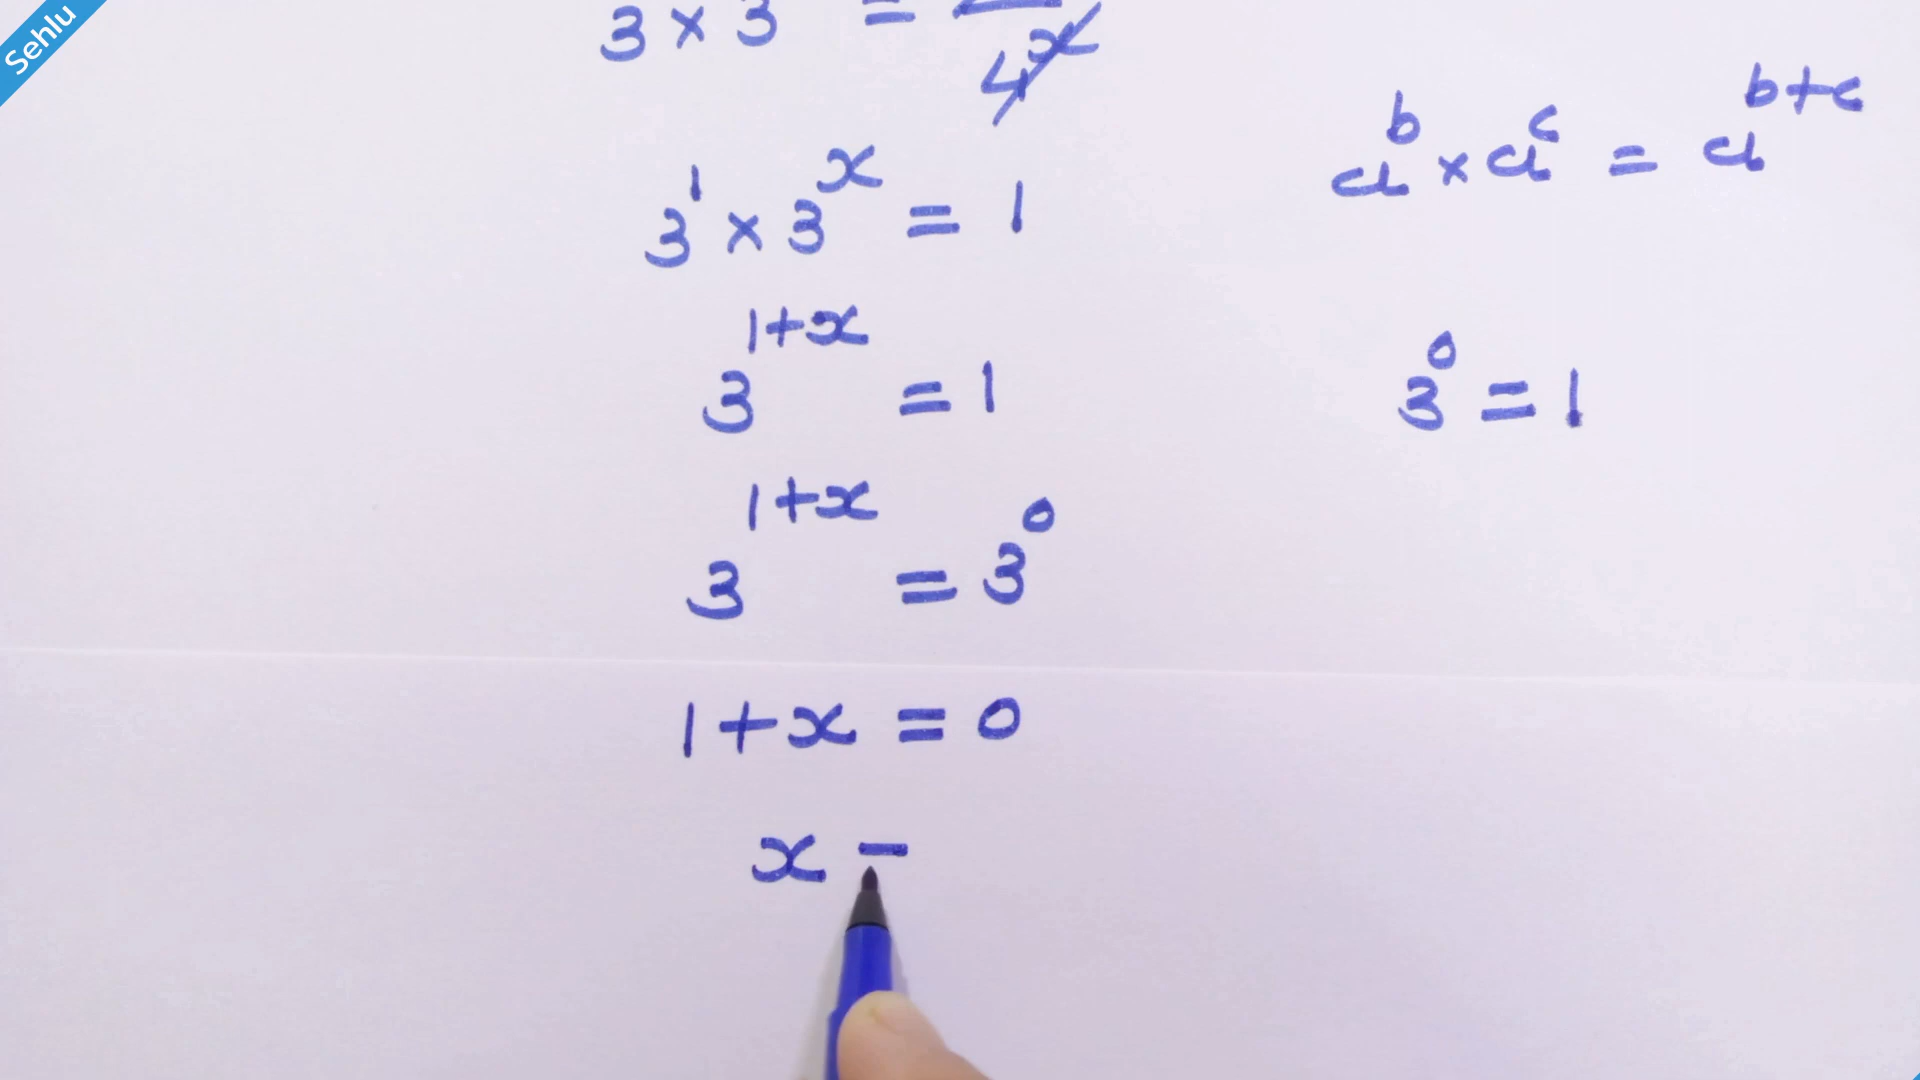 Sehlu
3 × 3 =
4^x
a^b × a^c = a^{b+c}
3^1 × 3^x = 1
3^{1+x} = 1
3^0 = 1
3^{1+x} = 3^0
1 + x = 0
x −